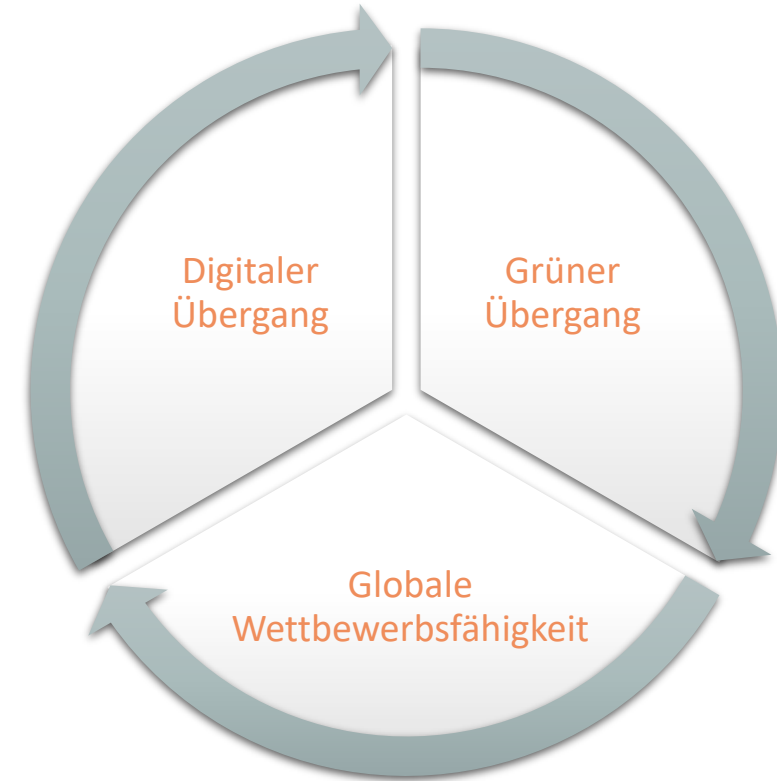 Digitaler
Übergang
Grüner
Übergang
Globale
Wettbewerbsfähigkeit